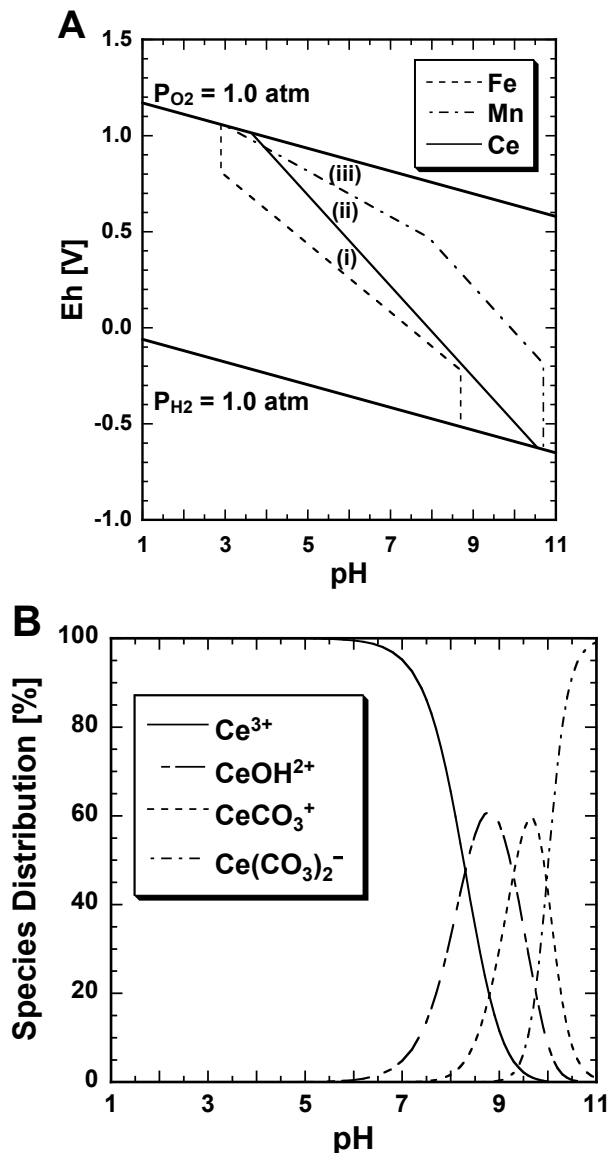 A
1.5
P_O2 = 1.0 atm
Fe
Mn
Ce
1.0
(iii)
(ii)
0.5
(i)
Eh [V]
0.0
P_H2 = 1.0 atm
-0.5
-1.0
1 3 5 7 9 11
pH
B
100
80
Ce³⁺
CeOH²⁺
CeCO₃⁺
Ce(CO₃)₂⁻
60
40
20
0
Species Distribution [%]
1 3 5 7 9 11
pH